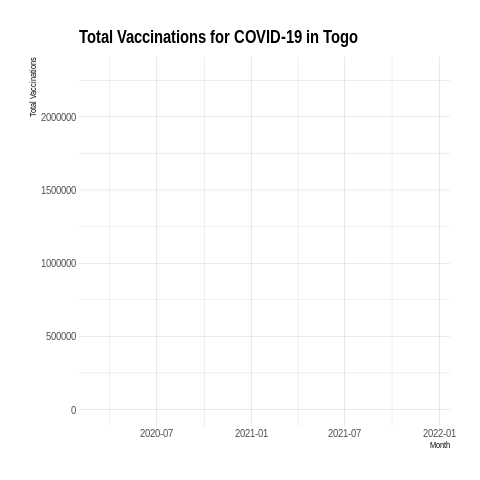 Total Vaccinations for COVID-19 in Togo
Total Vaccinations
2000000
1500000
1000000
500000
0
2020-07 2021-01 2021-07 2022-01
Month